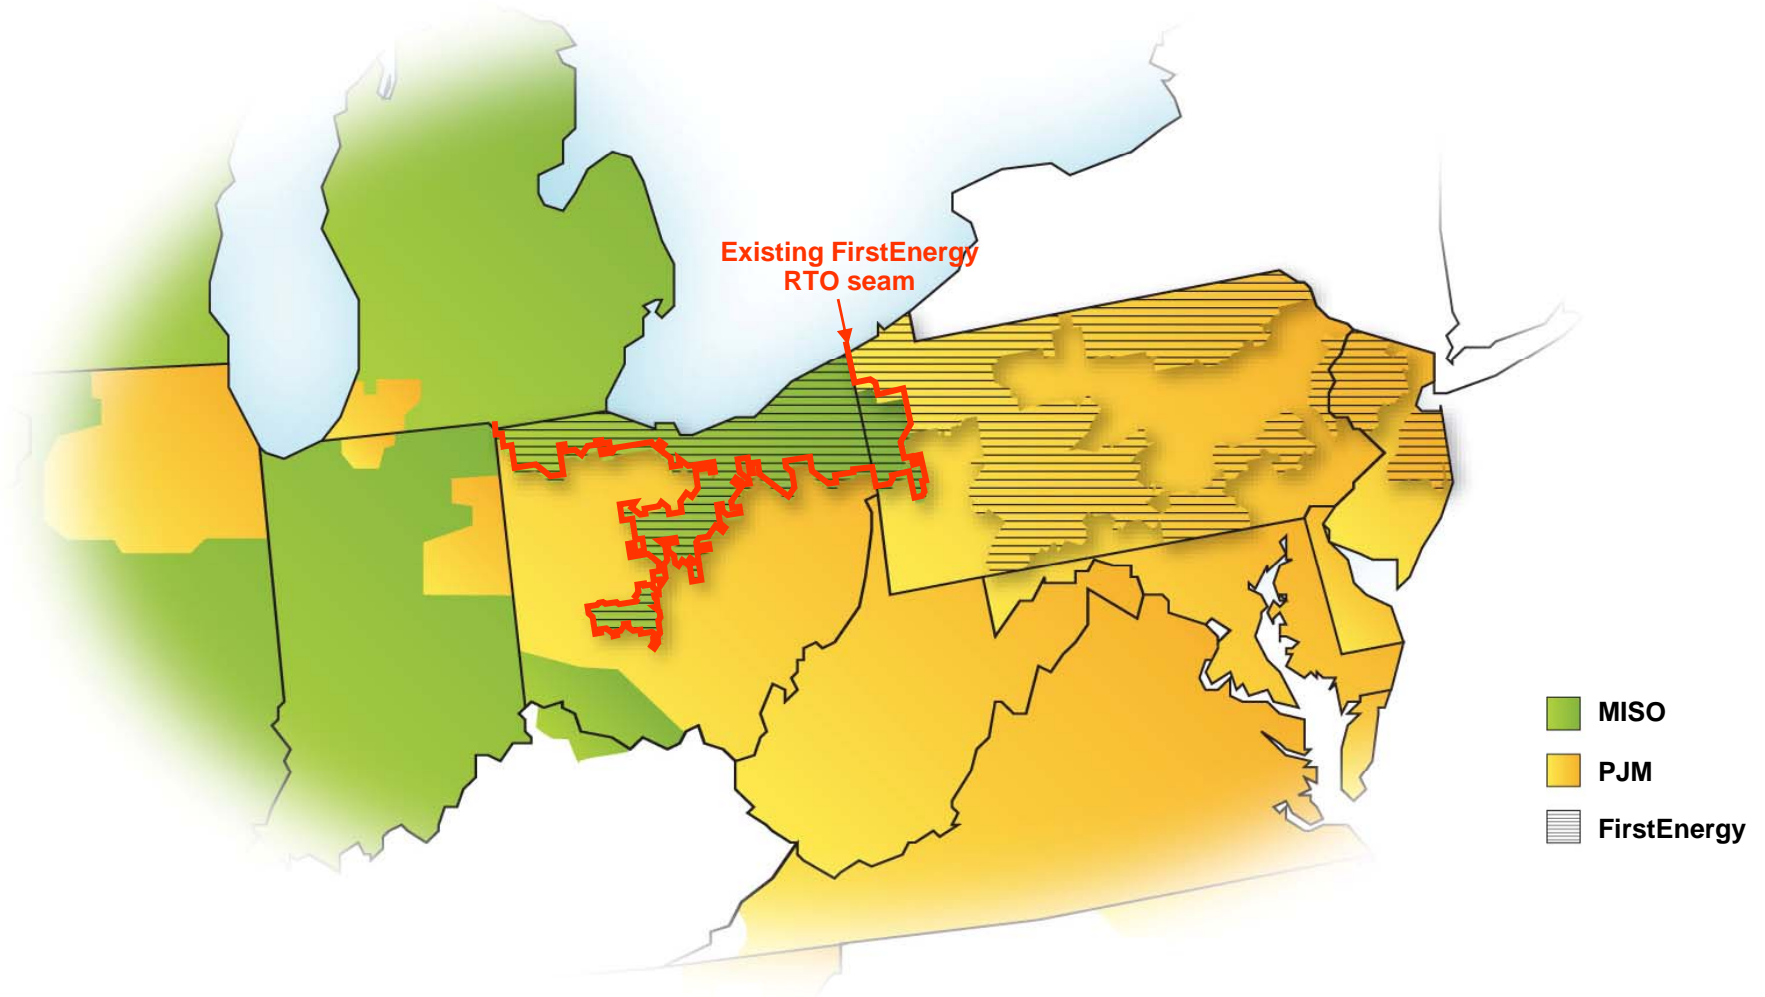 Existing FirstEnergy
RTO seam
MISO
PJM
FirstEnergy